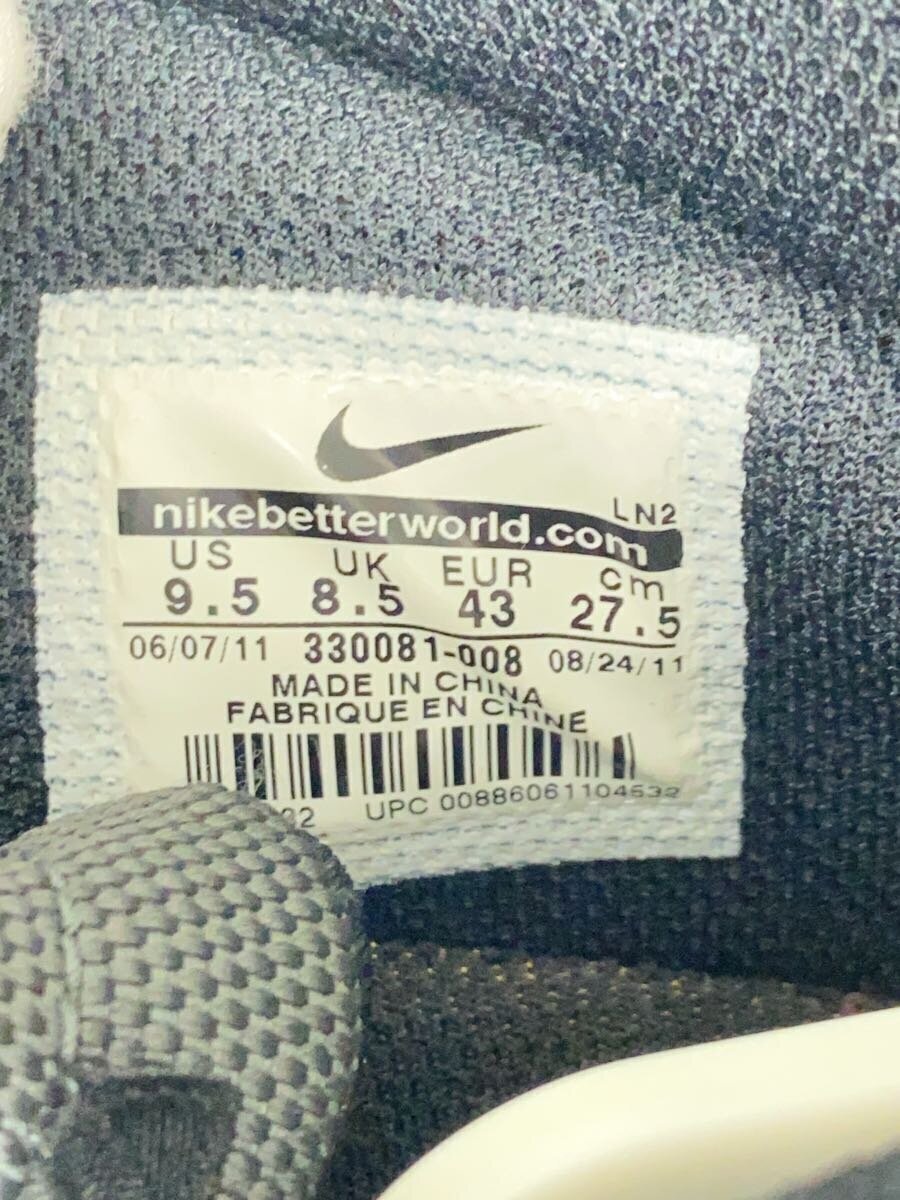 LN2
nikebetterworld.com
US UK EUR cm
9.5 8.5 43 27.5
06/07/11 330081-008 08/24/11
MADE IN CHINA
FABRIQUE EN CHINE
UPC 00886061104532